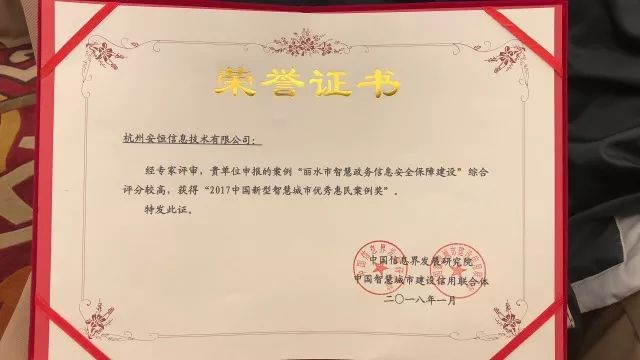 荣誉证书
杭州安恒信息技术有限公司：
经专家评审，贵单位申报的案例“丽水市智慧政务信息安全保障建设”综合
评分较高，获得“2017中国新型智慧城市优秀惠民案例奖”。
特发此证。
中国信息界发展研究院
中国智慧城市建设信用联合体
二〇一八年一月